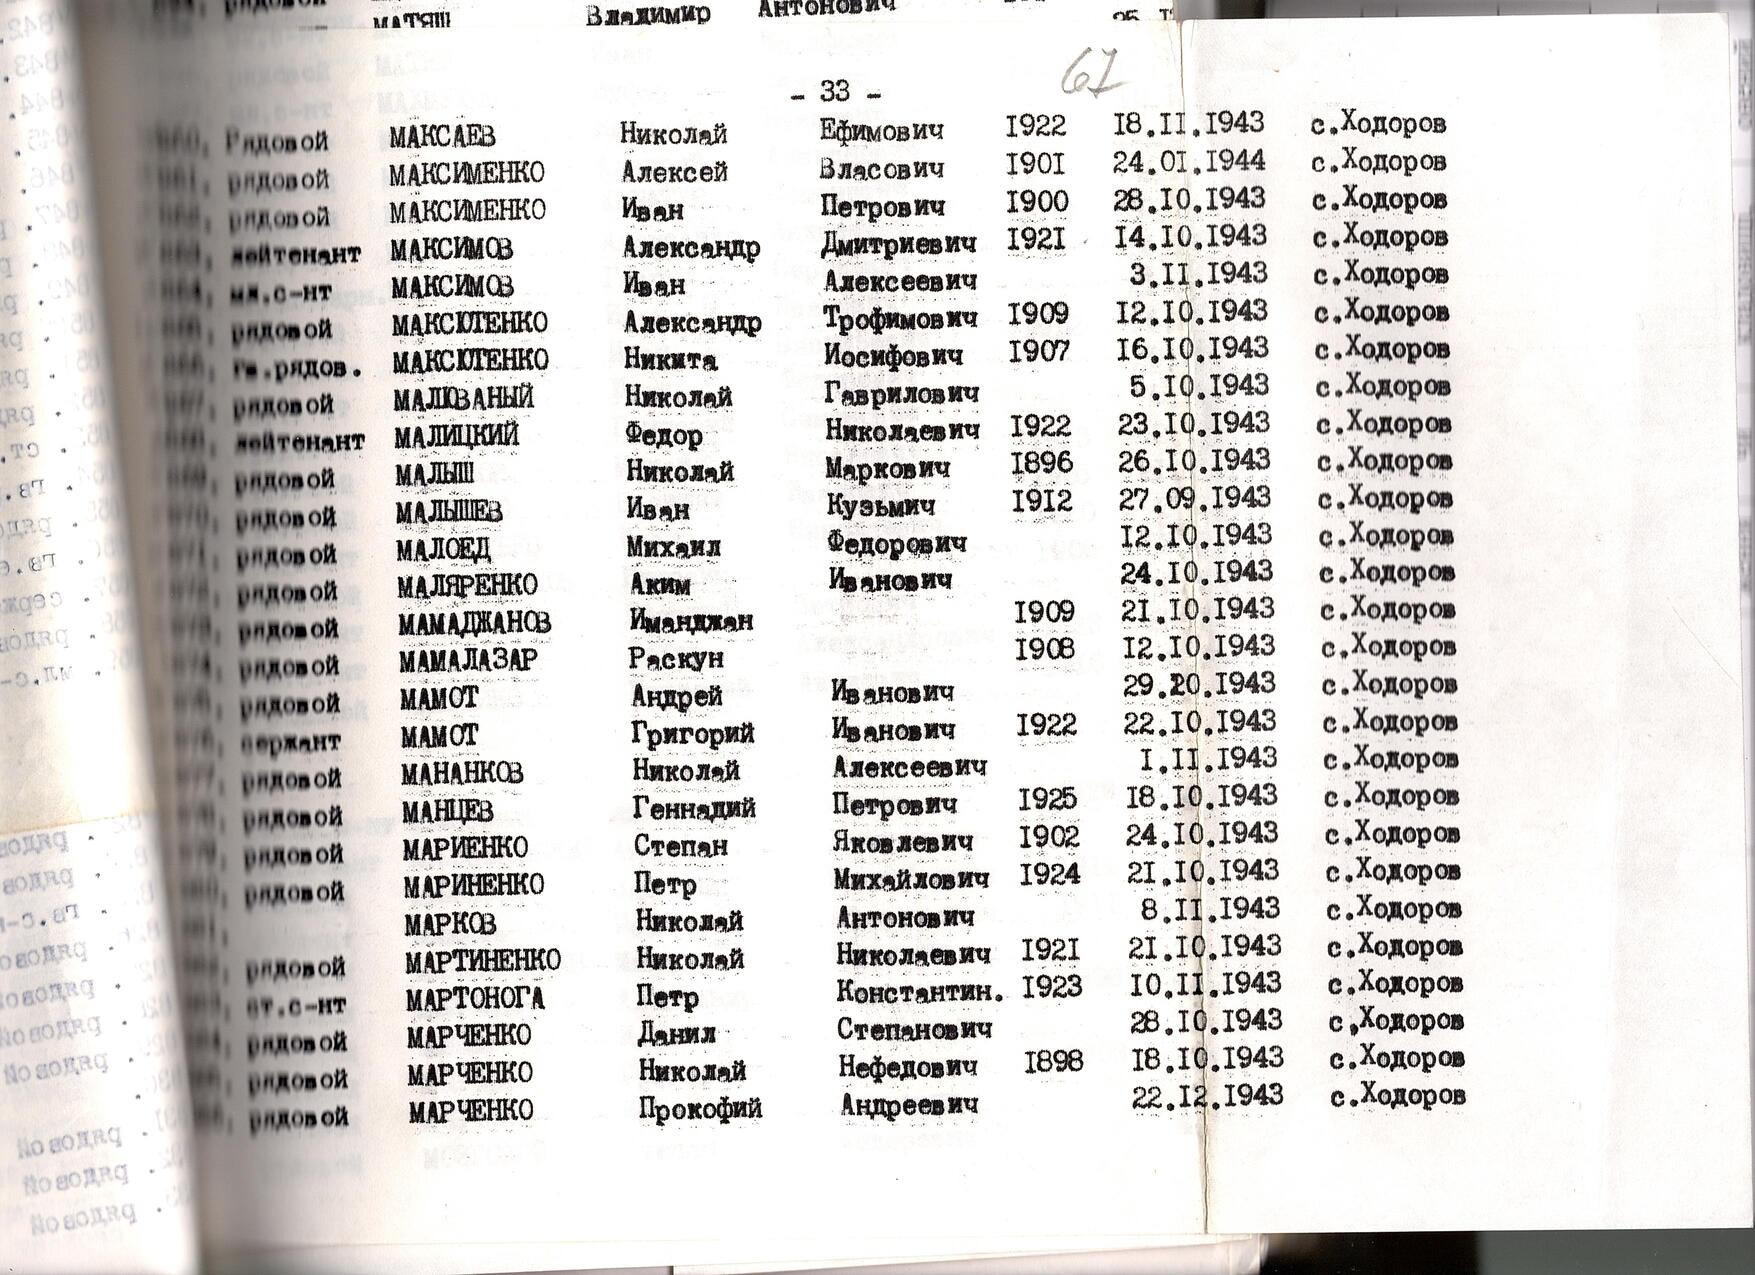 МАТЯШ Владимир Антонович
67
- 33 -
Рядовой МАКСАЕВ Николай Ефимович 1922 18.11.1943 с.Ходоров
рядовой МАКСИМЕНКО Алексей Власович 1901 24.01.1944 с.Ходоров
рядовой МАКСИМЕНКО Иван Петрович 1900 28.10.1943 с.Ходоров
лейтенант МАКСИМОВ Александр Дмитриевич 1921 14.10.1943 с.Ходоров
мл.с-нт МАКСИМОВ Иван Алексеевич 3.11.1943 с.Ходоров
рядовой МАКСЮТЕНКО Александр Трофимович 1909 12.10.1943 с.Ходоров
гв.рядов. МАКСЮТЕНКО Никита Иосифович 1907 16.10.1943 с.Ходоров
рядовой МАЛЮВАНЫЙ Николай Гаврилович 5.10.1943 с.Ходоров
лейтенант МАЛИЦКИЙ Федор Николаевич 1922 23.10.1943 с.Ходоров
рядовой МАЛЫШ Николай Маркович 1896 26.10.1943 с.Ходоров
рядовой МАЛЫШЕВ Иван Кузьмич 1912 27.09.1943 с.Ходоров
рядовой МАЛОЕД Михаил Федорович 12.10.1943 с.Ходоров
рядовой МАЛЯРЕНКО Аким Иванович 24.10.1943 с.Ходоров
рядовой МАМАДЖАНОВ Иманджан 1909 21.10.1943 с.Ходоров
рядовой МАМАЛАЗАР Раскун 1908 12.10.1943 с.Ходоров
рядовой МАМОТ Андрей Иванович 29.20.1943 с.Ходоров
сержант МАМОТ Григорий Иванович 1922 22.10.1943 с.Ходоров
рядовой МАНАНКОВ Николай Алексеевич 1.11.1943 с.Ходоров
рядовой МАНЦЕВ Геннадий Петрович 1925 18.10.1943 с.Ходоров
рядовой МАРИЕНКО Степан Яковлевич 1902 24.10.1943 с.Ходоров
рядовой МАРИНЕНКО Петр Михайлович 1924 21.10.1943 с.Ходоров
МАРКОВ Николай Антонович 8.11.1943 с.Ходоров
рядовой МАРТИНЕНКО Николай Николаевич 1921 21.10.1943 с.Ходоров
ст.с-нт МАРТОНОГА Петр Константин. 1923 10.11.1943 с.Ходоров
рядовой МАРЧЕНКО Данил Степанович 28.10.1943 с,Ходоров
рядовой МАРЧЕНКО Николай Нефедович 1898 18.10.1943 с.Ходоров
рядовой МАРЧЕНКО Прокофий Андреевич 22.12.1943 с.Ходоров